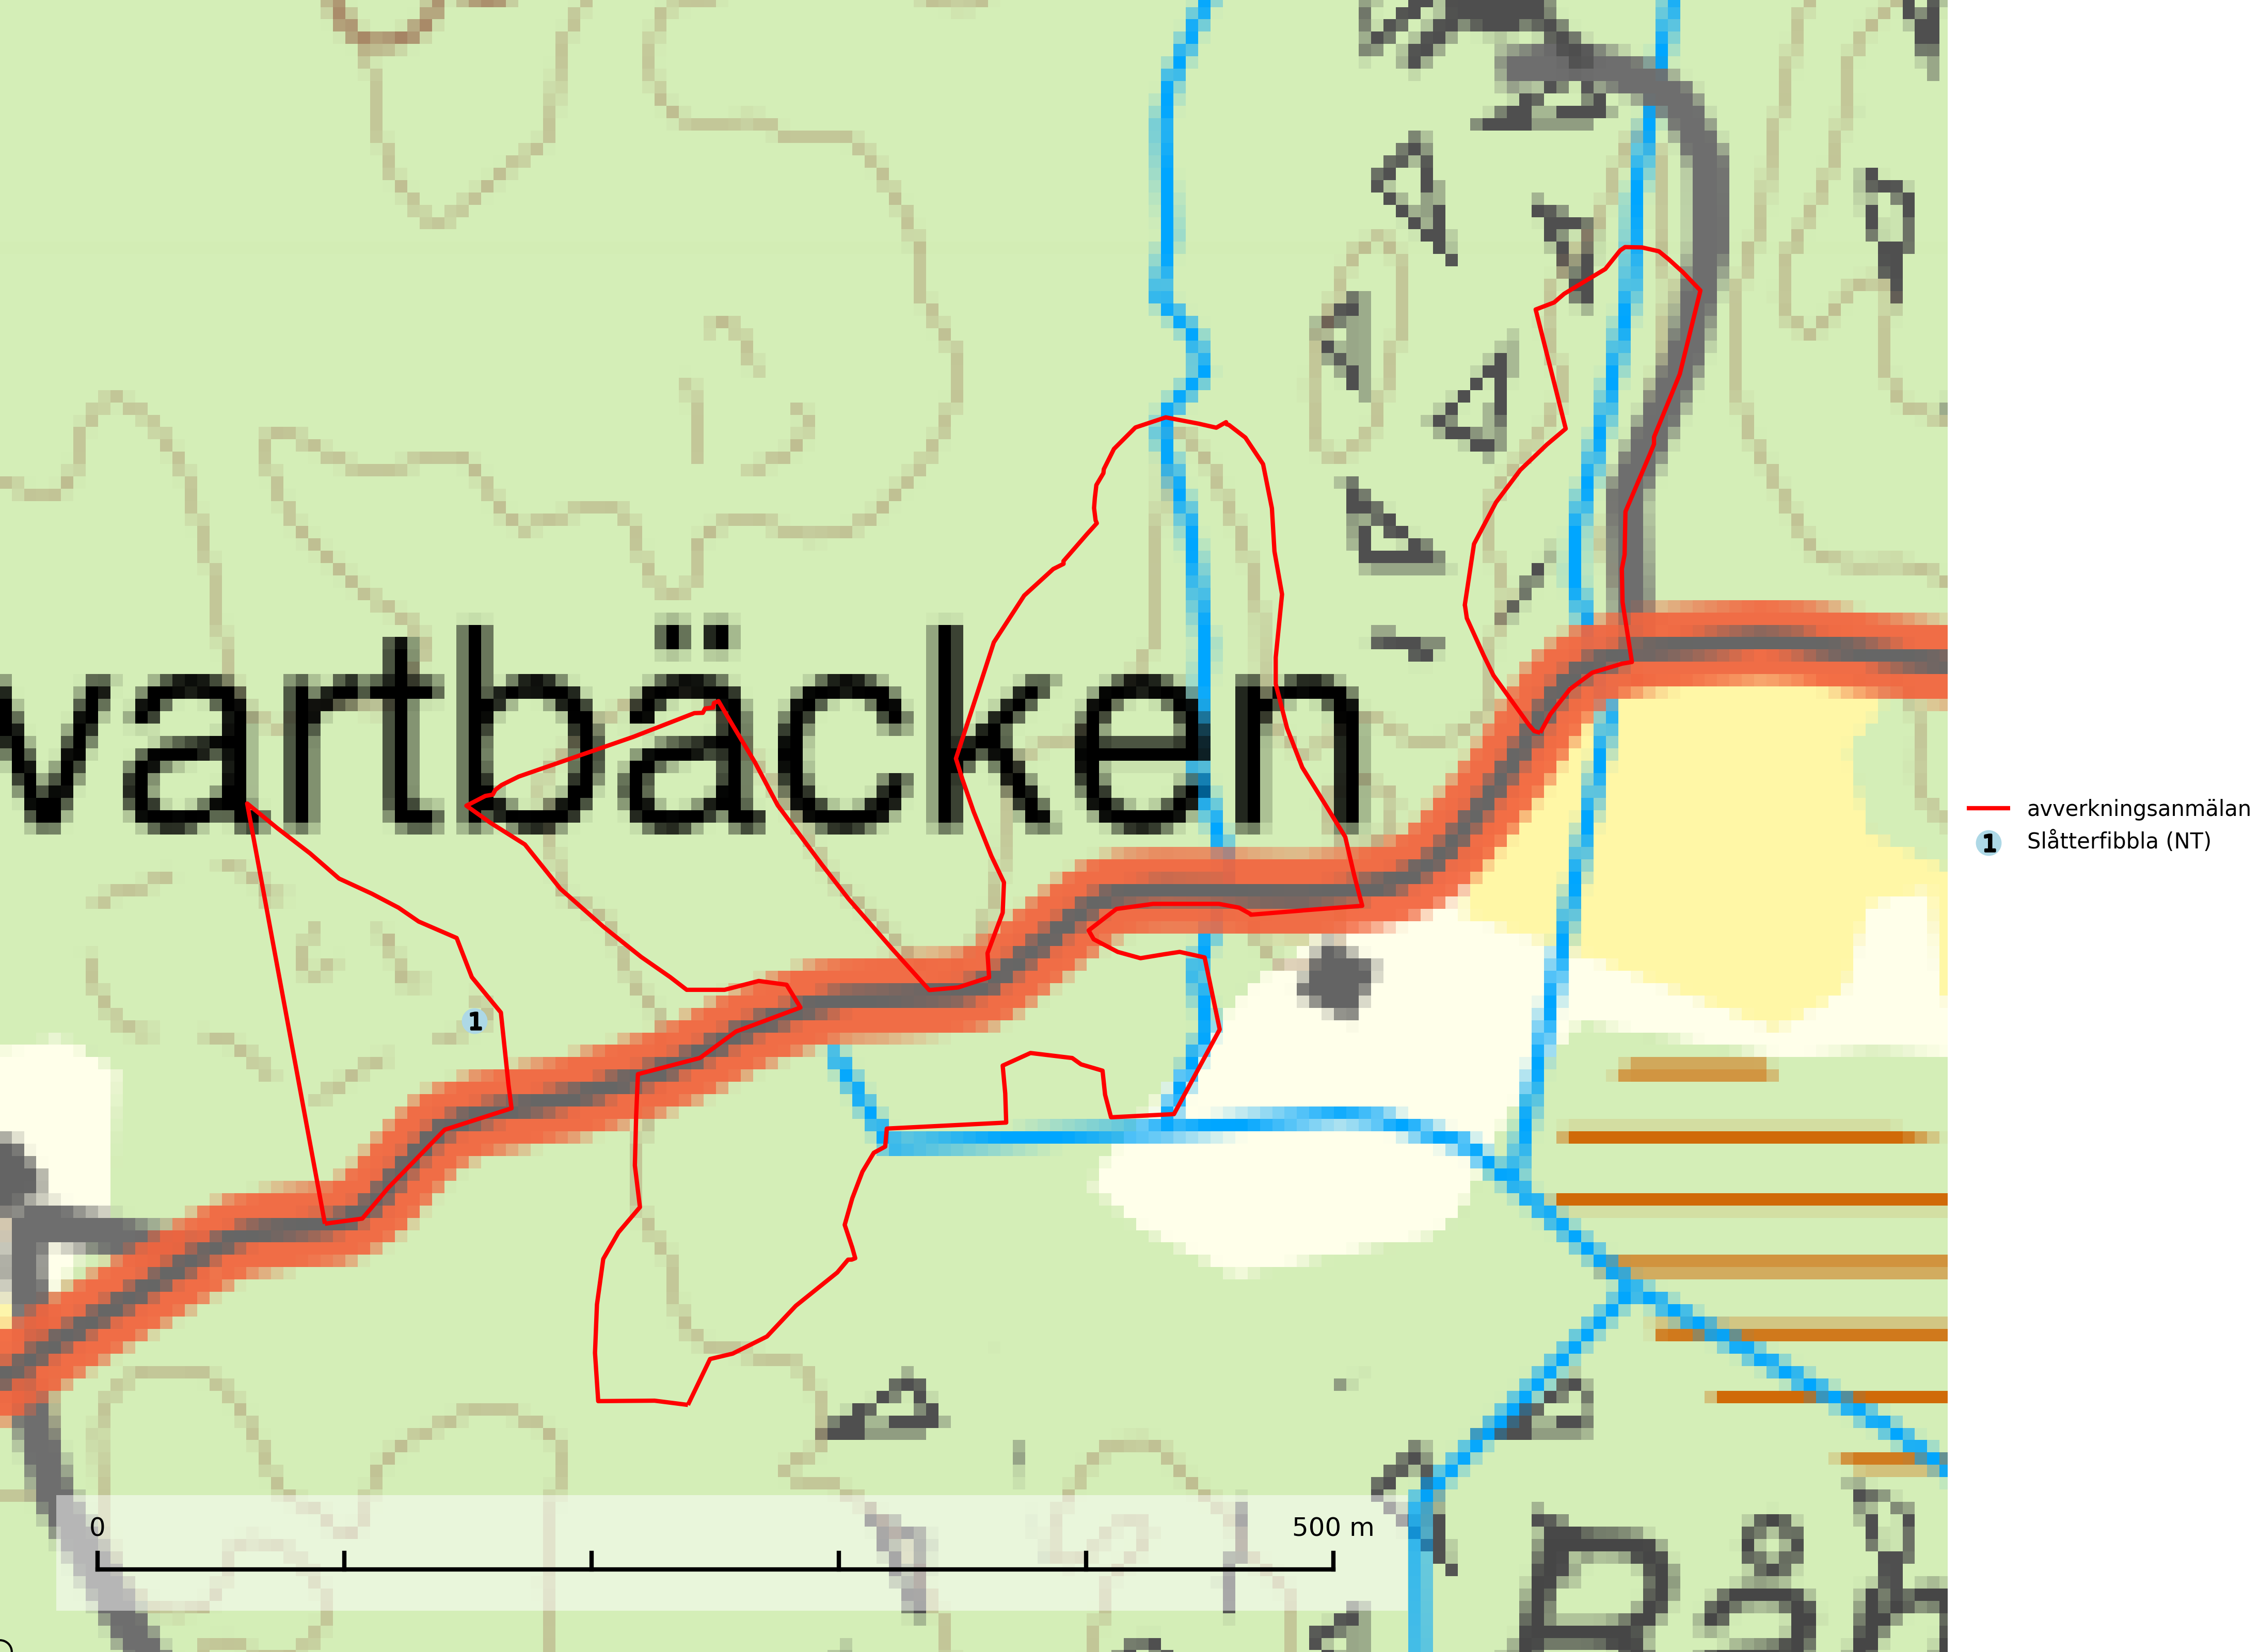 vartbäcken
1
avverkningsanmälan
1 Slåtterfibbla (NT)
0 500 m